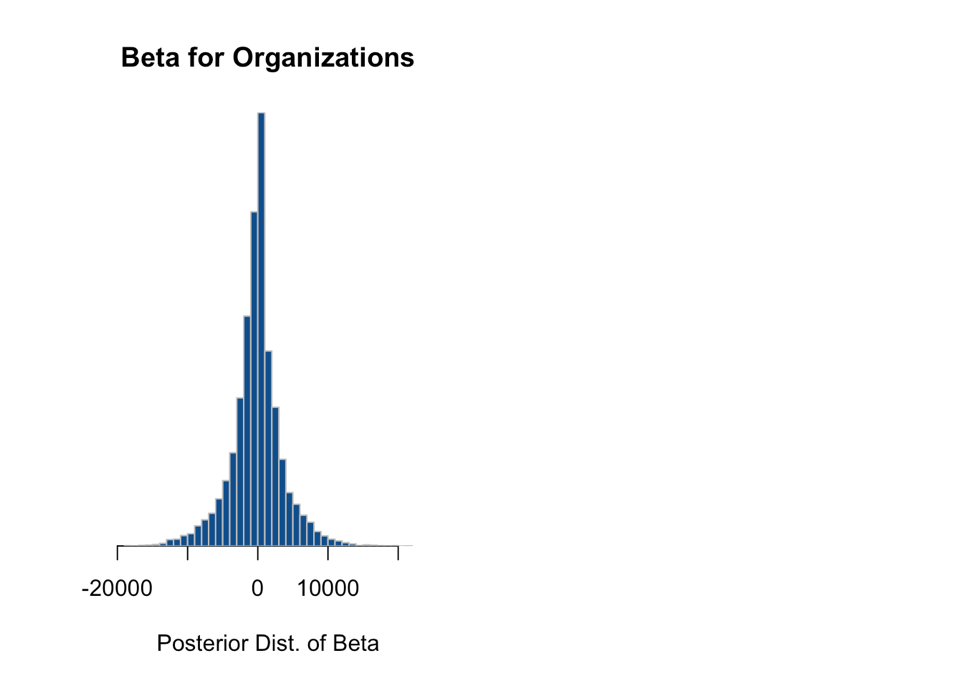 Beta for Organizations
-20000 0 10000
Posterior Dist. of Beta